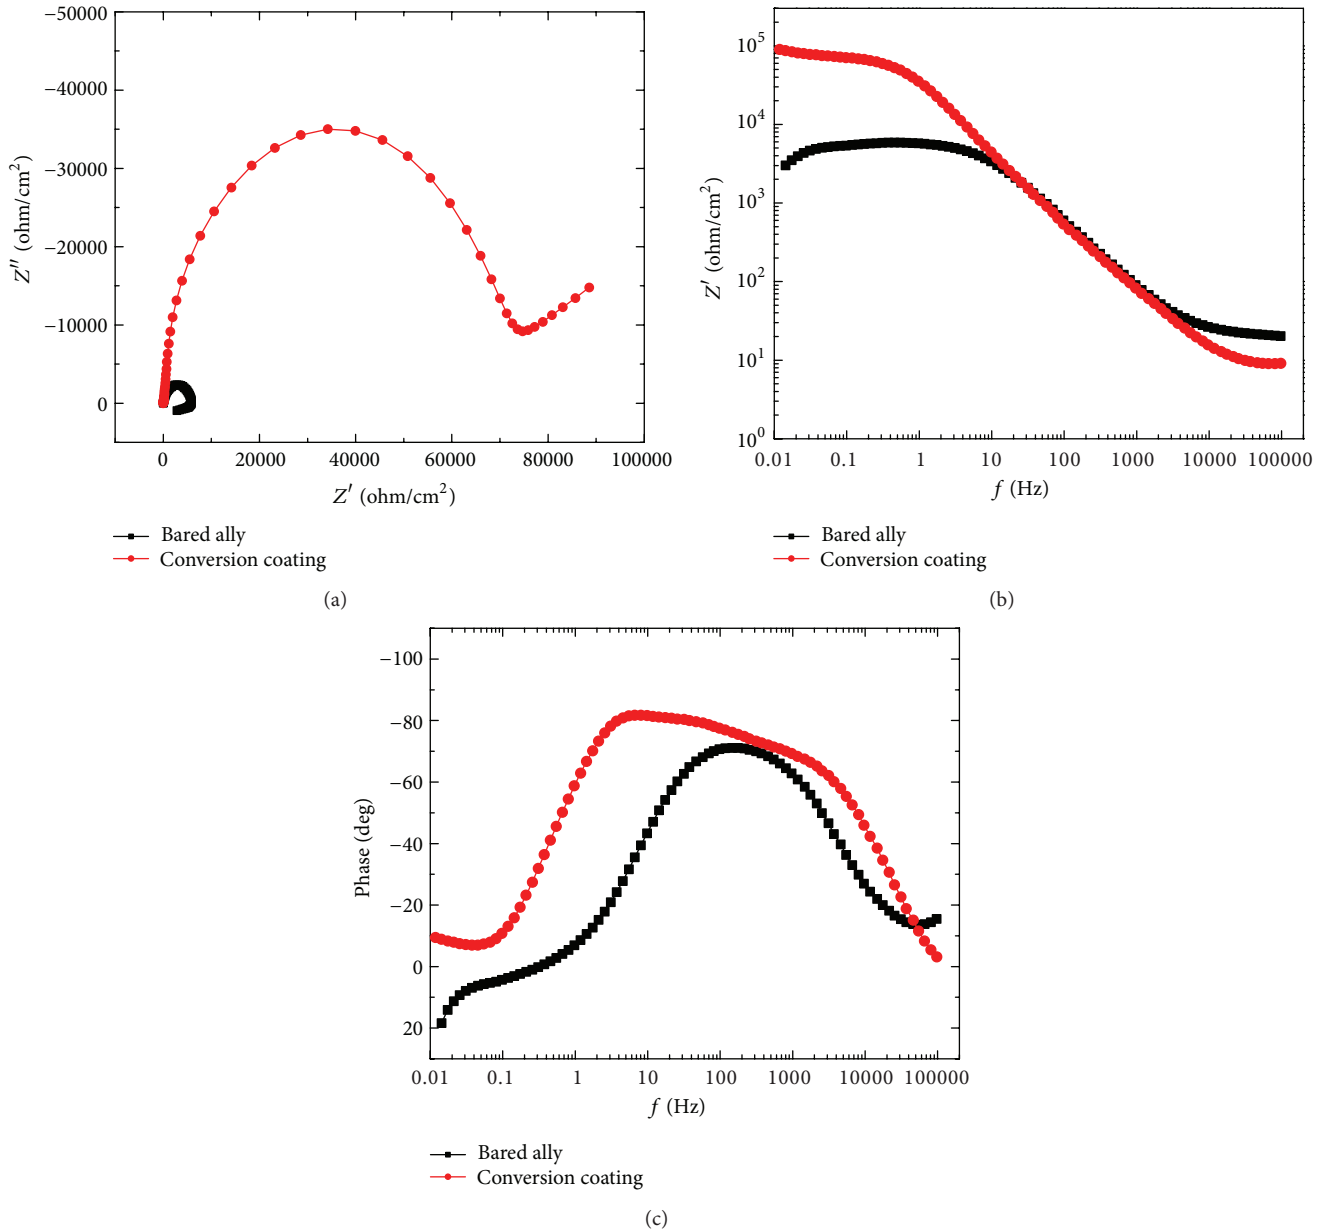 −50000
−40000
−30000
−20000
−10000
0
Z″ (ohm/cm²)
0 20000 40000 60000 80000 100000
Z′ (ohm/cm²)
Bared ally
Conversion coating
(a)
10⁵
10⁴
10³
10²
10¹
10⁰
Z′ (ohm/cm²)
0.01 0.1 1 10 100 1000 10000 100000
f (Hz)
Bared ally
Conversion coating
(b)
−100
−80
−60
−40
−20
0
20
Phase (deg)
0.01 0.1 1 10 100 1000 10000 100000
f (Hz)
Bared ally
Conversion coating
(c)